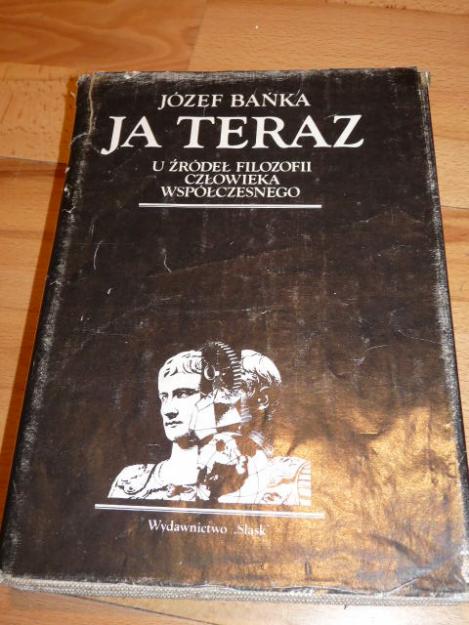 JÓZEF BAŃKA
JA TERAZ
U ŹRÓDEŁ FILOZOFII
CZŁOWIEKA
WSPÓŁCZESNEGO
Wydawnictwo „Śląsk"